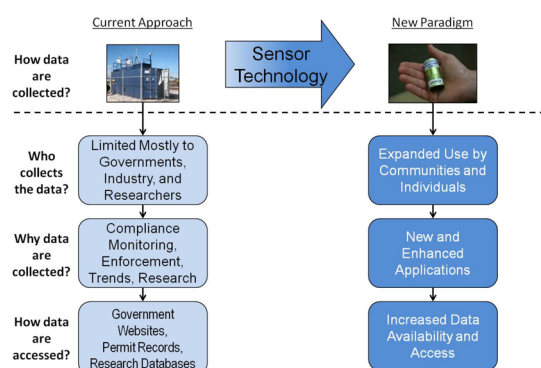 Current Approach
New Paradigm
How data
are
collected?
Sensor
Technology
Who
collects
the data?
Limited Mostly to
Governments,
Industry, and
Researchers
Expanded Use by
Communities and
Individuals
Why data
are
collected?
Compliance
Monitoring,
Enforcement,
Trends, Research
New and
Enhanced
Applications
How data
are
accessed?
Government
Websites,
Permit Records,
Research Databases
Increased Data
Availability and
Access